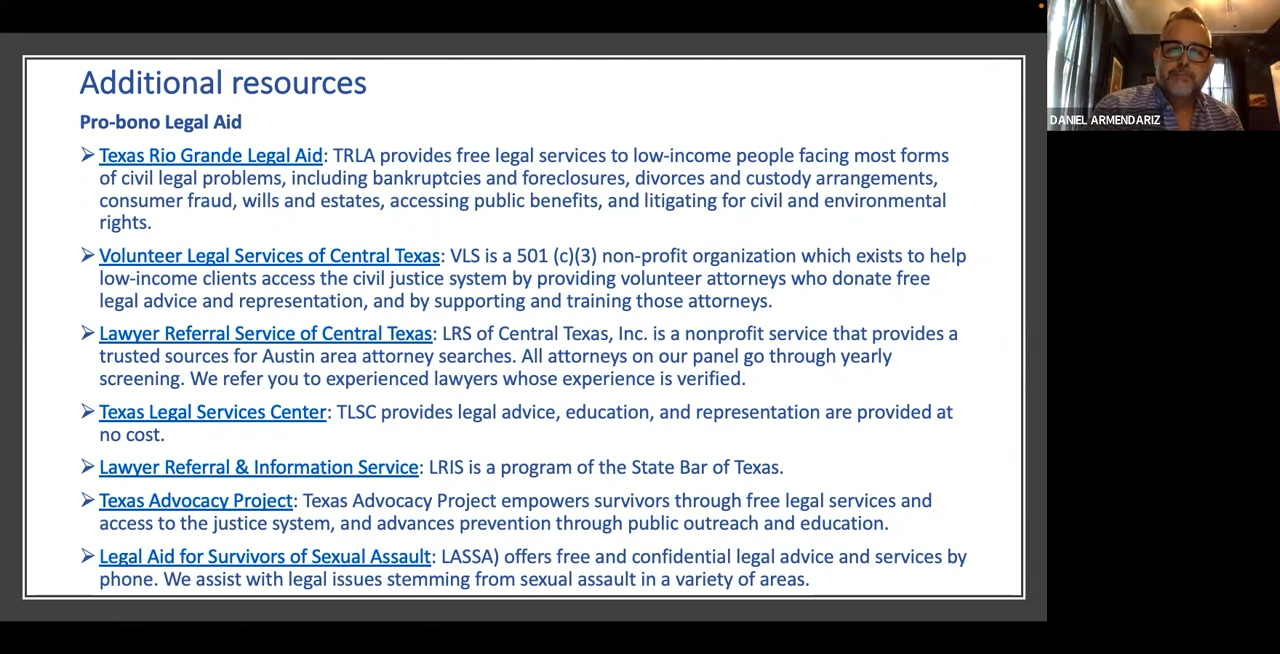 Additional resources
Pro-bono Legal Aid
Texas Rio Grande Legal Aid: TRLA provides free legal services to low-income people facing most forms
of civil legal problems, including bankruptcies and foreclosures, divorces and custody arrangements,
consumer fraud, wills and estates, accessing public benefits, and litigating for civil and environmental
rights.
Volunteer Legal Services of Central Texas: VLS is a 501 (c)(3) non-profit organization which exists to help
low-income clients access the civil justice system by providing volunteer attorneys who donate free
legal advice and representation, and by supporting and training those attorneys.
Lawyer Referral Service of Central Texas: LRS of Central Texas, Inc. is a nonprofit service that provides a
trusted sources for Austin area attorney searches. All attorneys on our panel go through yearly
screening. We refer you to experienced lawyers whose experience is verified.
Texas Legal Services Center: TLSC provides legal advice, education, and representation are provided at
no cost.
Lawyer Referral & Information Service: LRIS is a program of the State Bar of Texas.
Texas Advocacy Project: Texas Advocacy Project empowers survivors through free legal services and
access to the justice system, and advances prevention through public outreach and education.
Legal Aid for Survivors of Sexual Assault: LASSA) offers free and confidential legal advice and services by
phone. We assist with legal issues stemming from sexual assault in a variety of areas.
DANIEL ARMENDARIZ